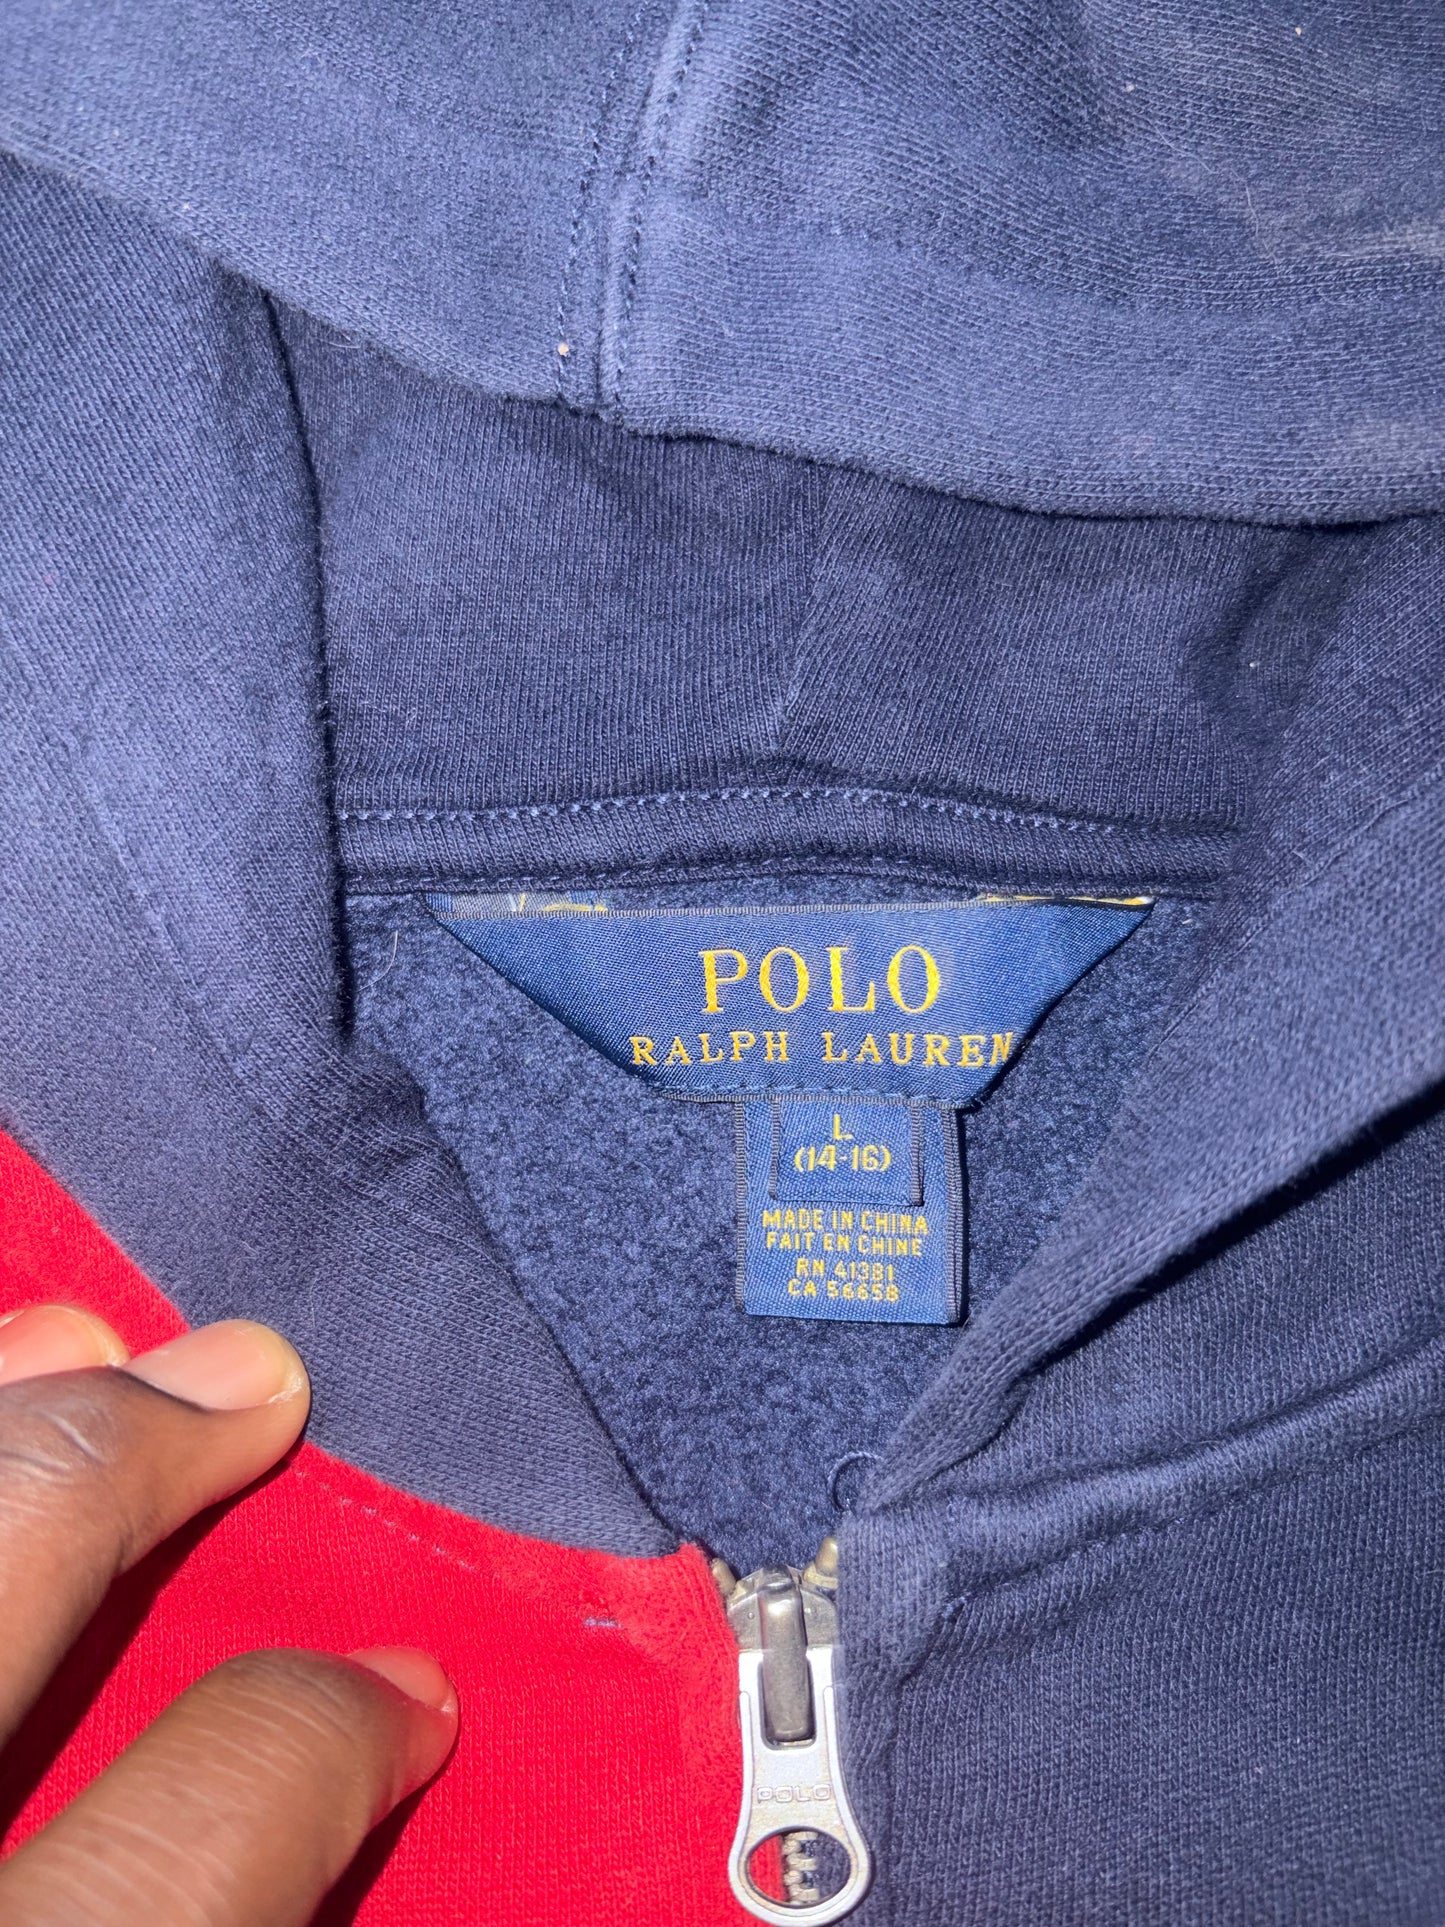 POLO
RALPH LAUREN
L
(14-16)
MADE IN CHINA
FAIT EN CHINE
RN 41381
CA 56658
POLO